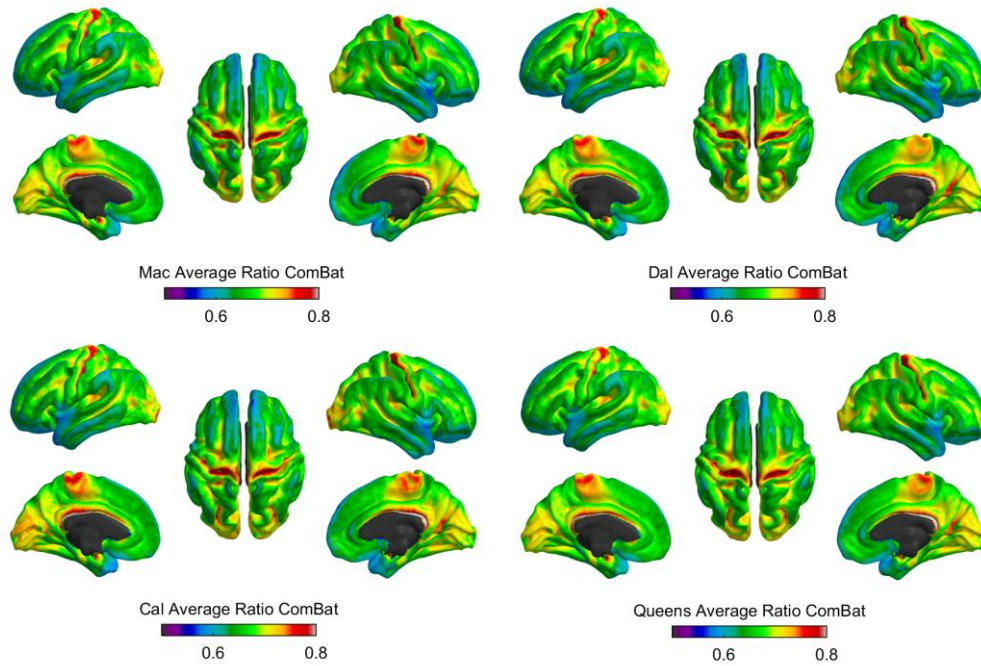 Mac Average Ratio ComBat
0.6 0.8
Dal Average Ratio ComBat
0.6 0.8
Cal Average Ratio ComBat
0.6 0.8
Queens Average Ratio ComBat
0.6 0.8